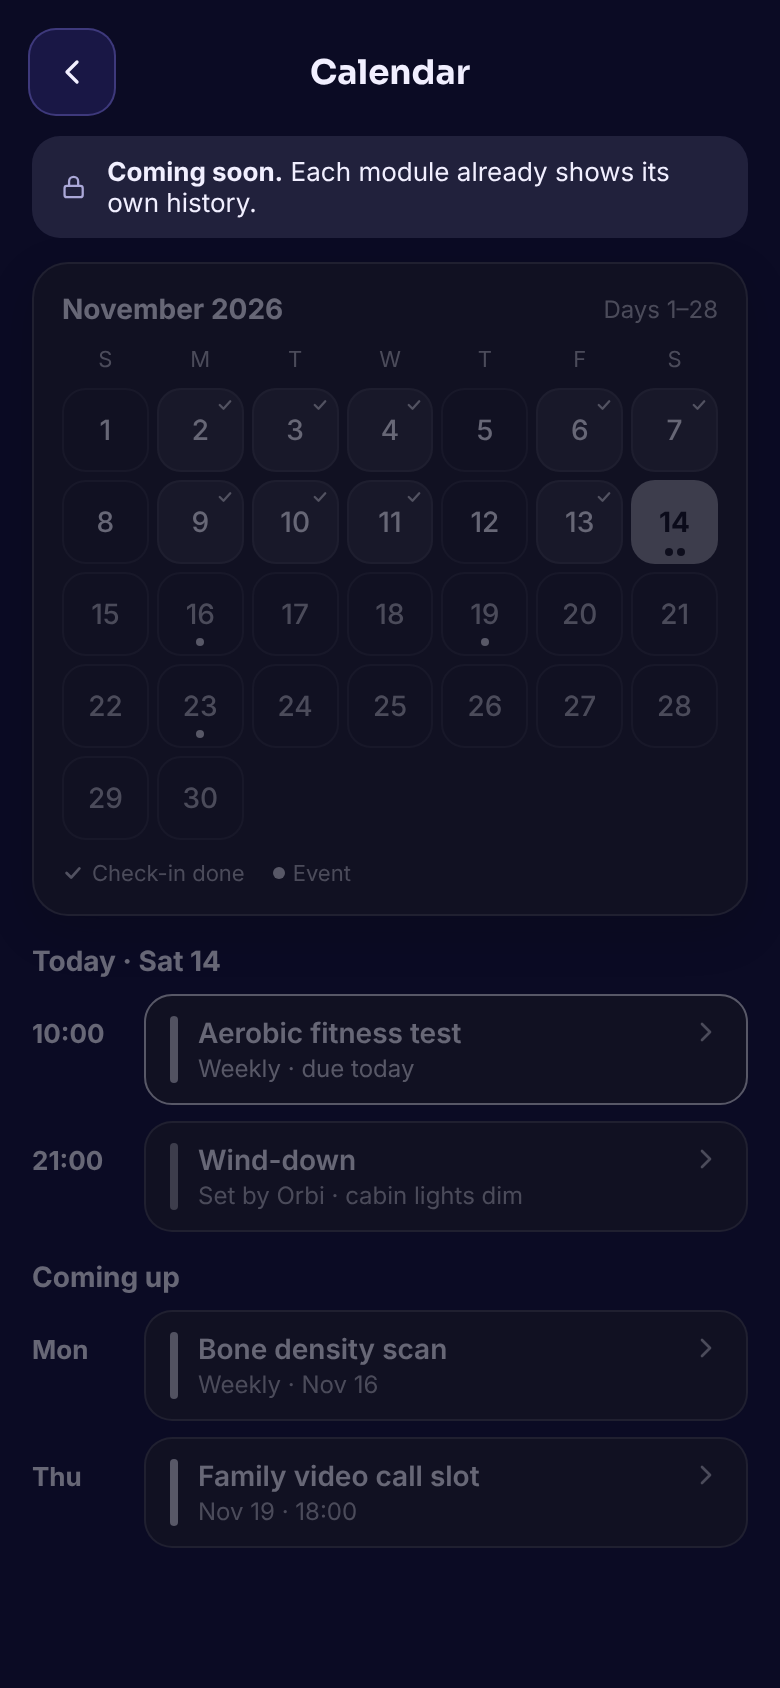 Calendar
Coming soon. Each module already shows its
own history.
November 2026 Days 1–28
S M T W T F S
1 2 3 4 5 6 7
8 9 10 11 12 13 14
15 16 17 18 19 20 21
22 23 24 25 26 27 28
29 30
Check-in done Event
Today · Sat 14
10:00 Aerobic fitness test
Weekly · due today
21:00 Wind-down
Set by Orbi · cabin lights dim
Coming up
Mon Bone density scan
Weekly · Nov 16
Thu Family video call slot
Nov 19 · 18:00